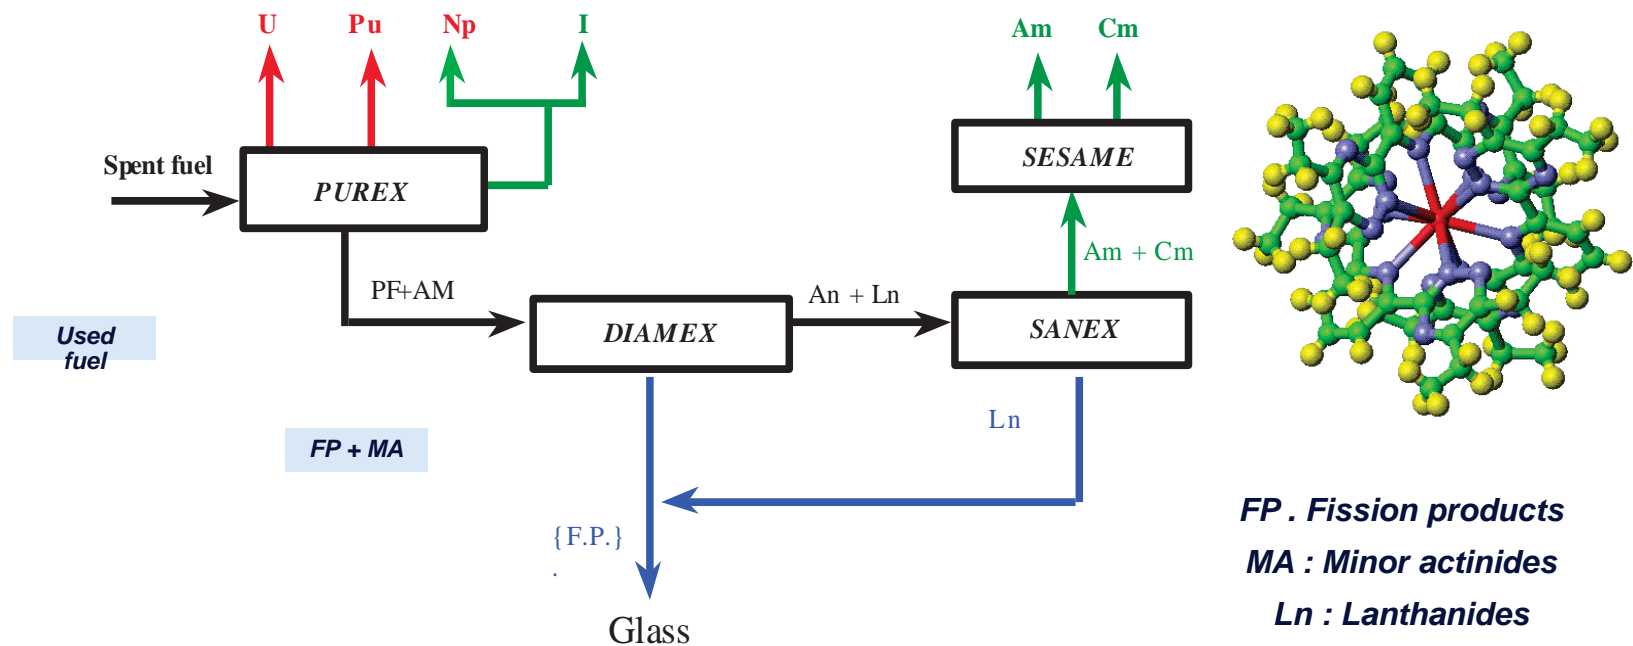 U Pu Np I
Am Cm
Spent fuel
PUREX
SESAME
Am + Cm
PF+AM
An + Ln
DIAMEX
SANEX
Used
fuel
Ln
FP + MA
{F.P.}
.
Glass
FP . Fission products
MA : Minor actinides
Ln : Lanthanides